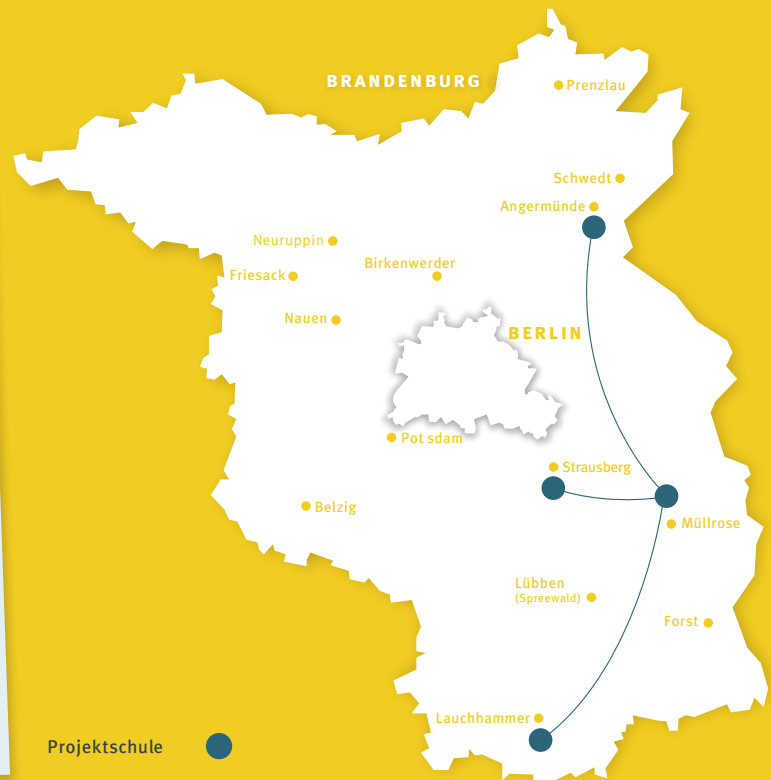 BRANDENBURG
Prenzlau
Schwedt
Angermünde
Neuruppin
Birkenwerder
Friesack
Nauen
BERLIN
Pot sdam
Strausberg
Belzig
Müllrose
Lübben
(Spreewald)
Forst
Lauchhammer
Projektschule